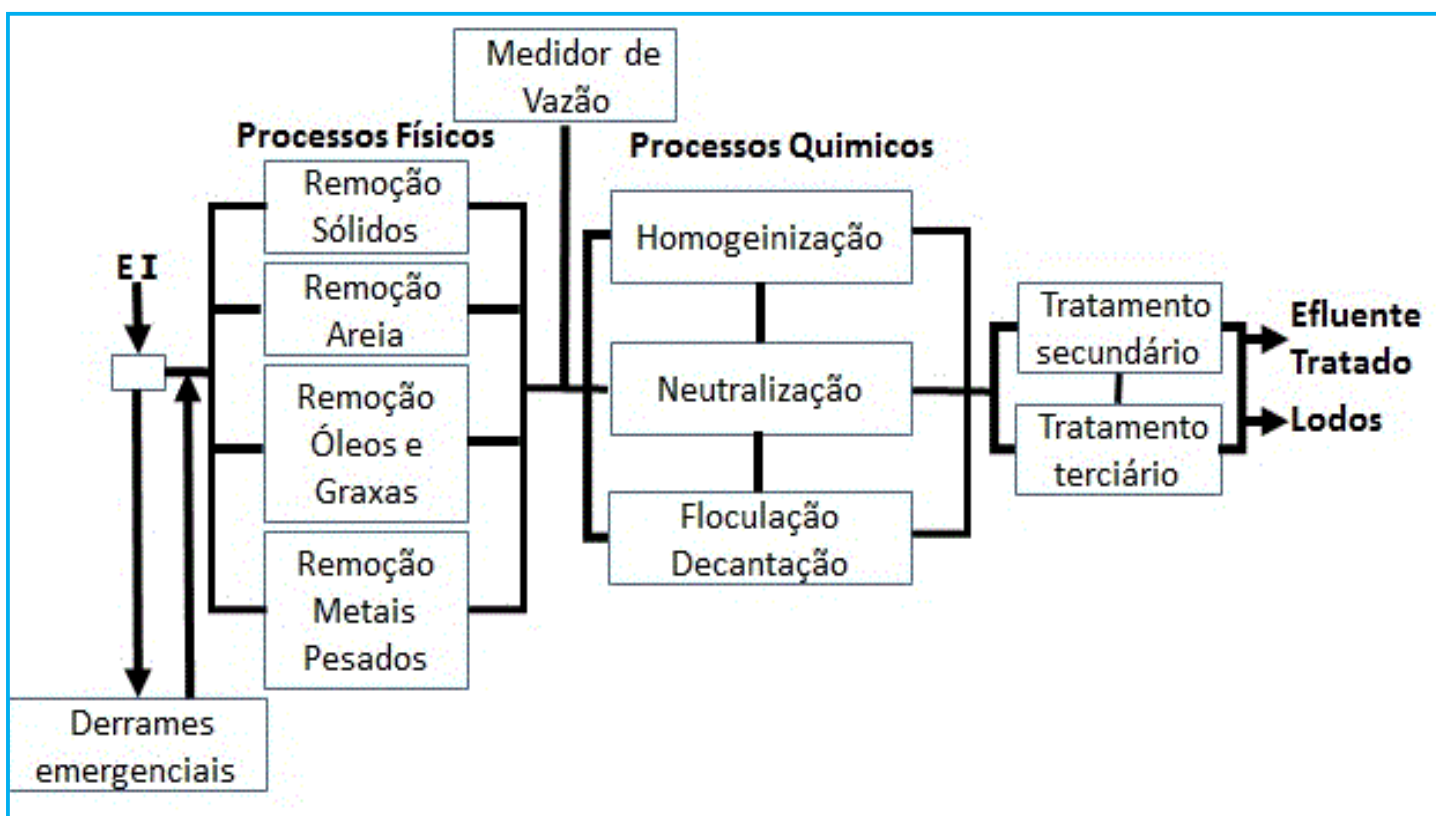 Medidor de
Vazão
Processos Físicos
Processos Quimicos
E I
Remoção
Sólidos
Remoção
Areia
Remoção
Óleos e
Graxas
Remoção
Metais
Pesados
Derrames
emergenciais
Homogeinização
Neutralização
Floculação
Decantação
Tratamento
secundário
Tratamento
terciário
Efluente
Tratado
Lodos